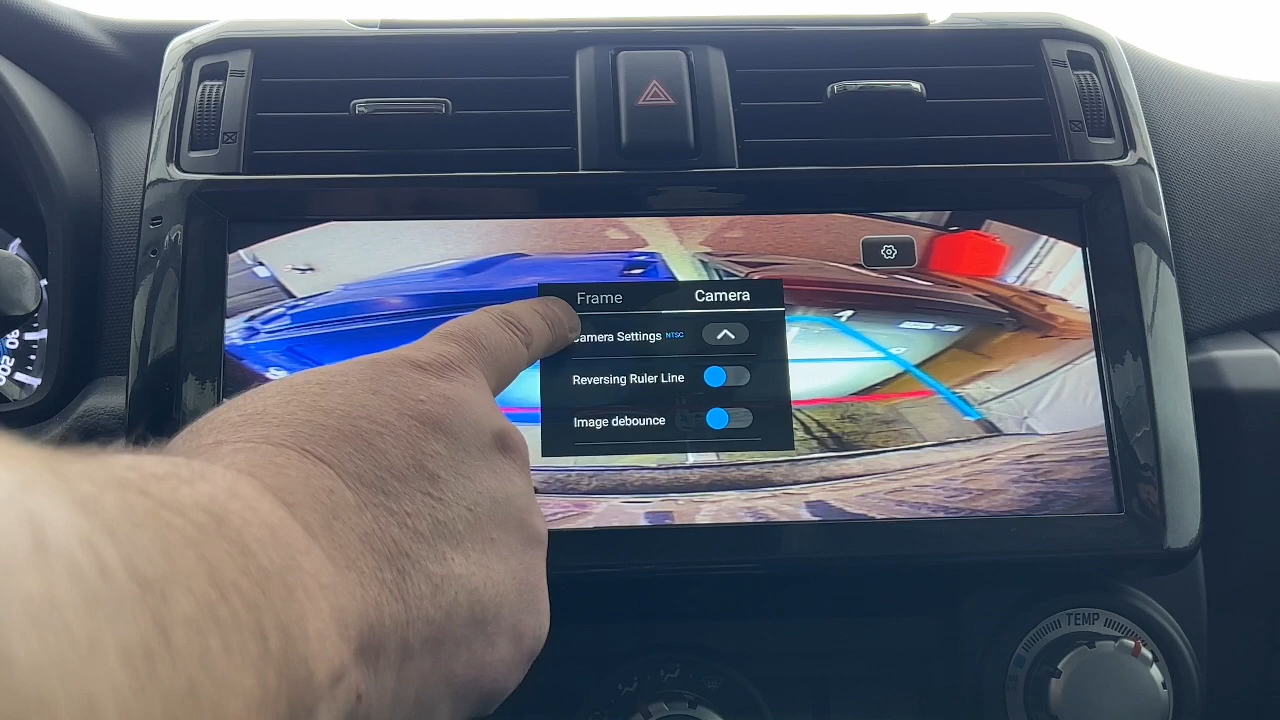 Frame Camera
Camera Settings NTSC
Reversing Ruler Line
Image debounce
TEMP